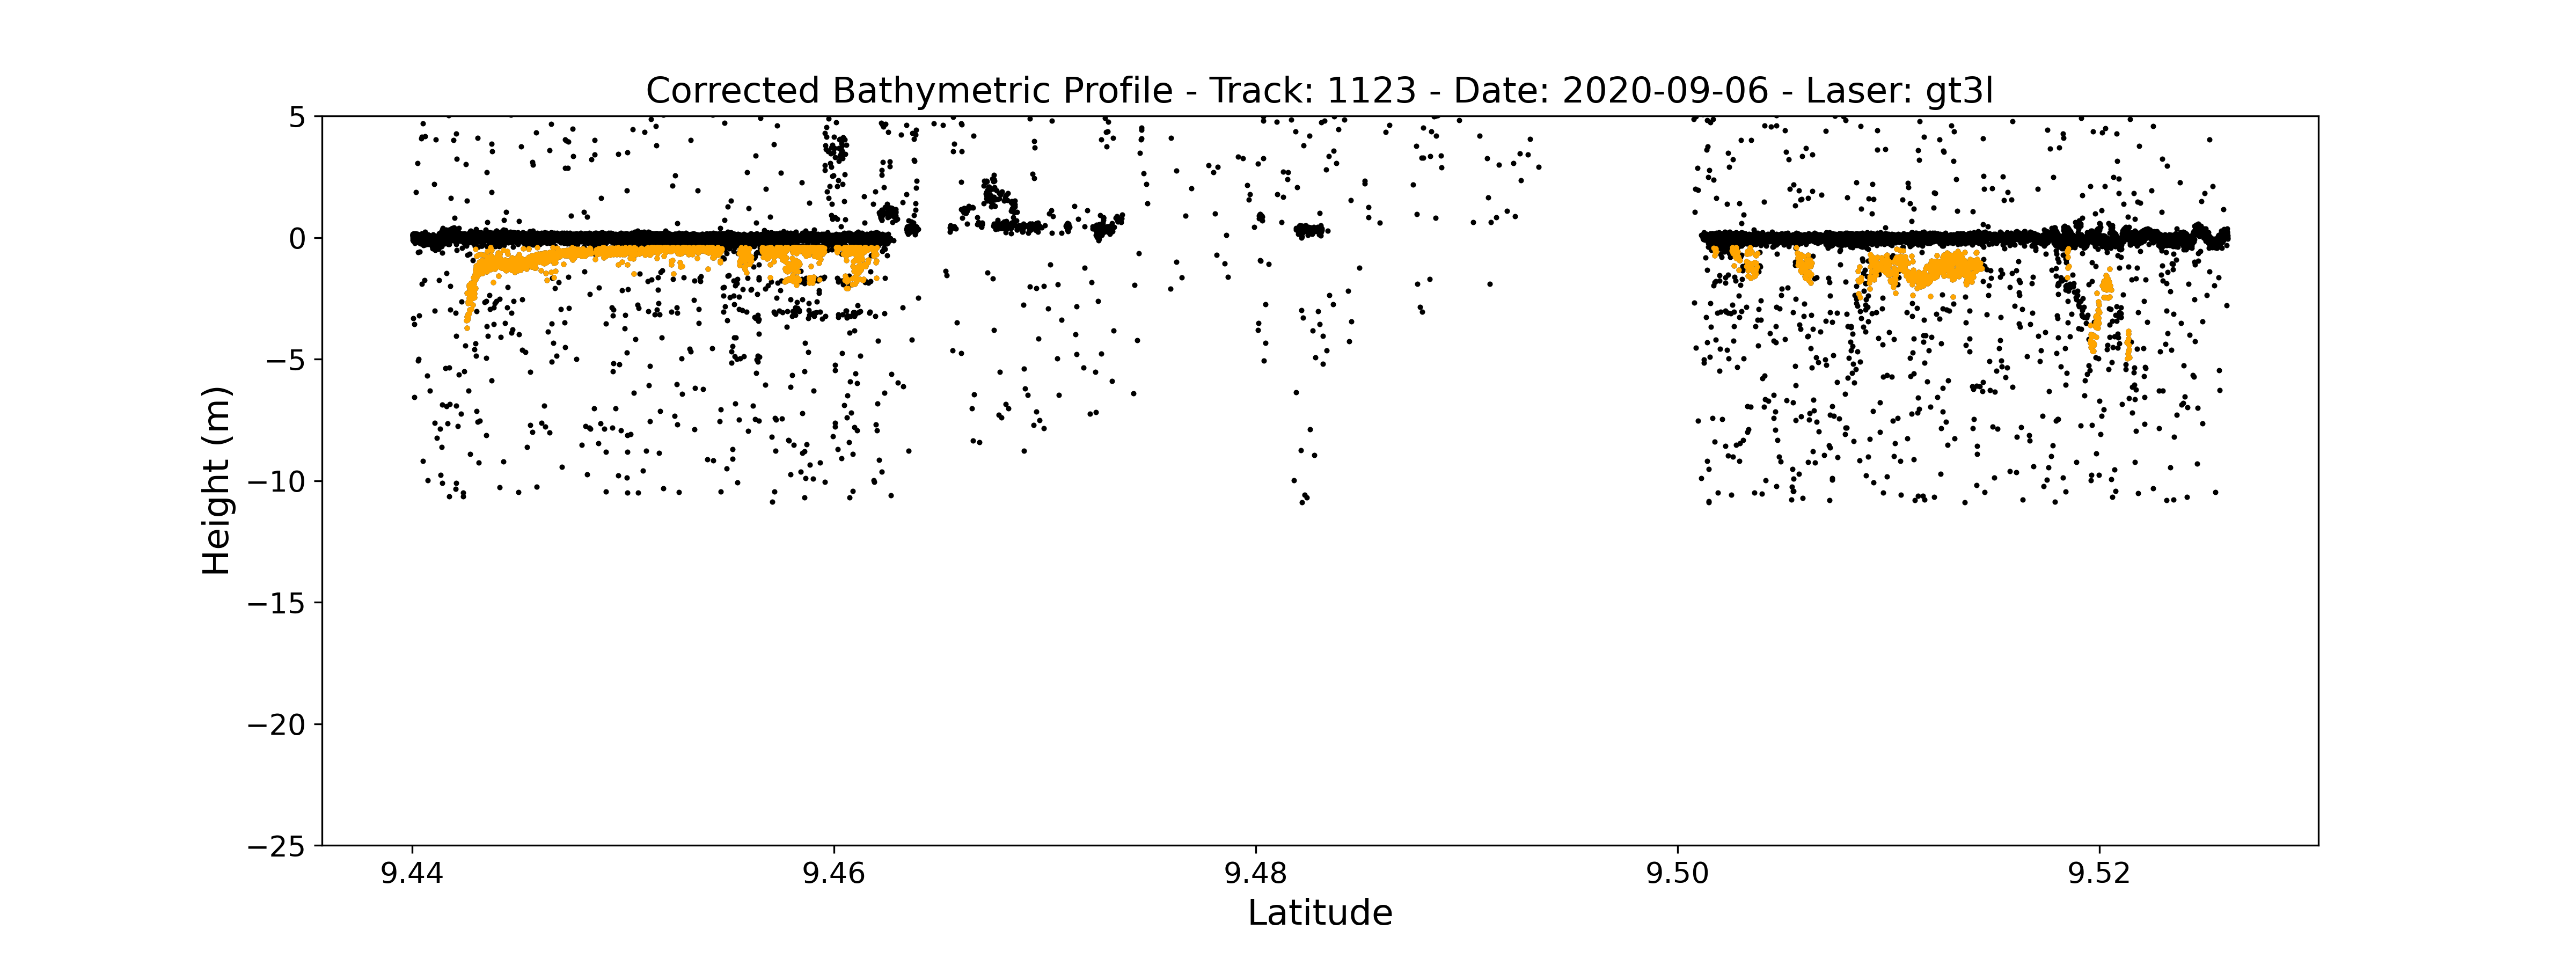 Corrected Bathymetric Profile - Track: 1123 - Date: 2020-09-06 - Laser: gt3l
5
0
−5
−10
−15
−20
−25
Height (m)
9.44 9.46 9.48 9.50 9.52
Latitude